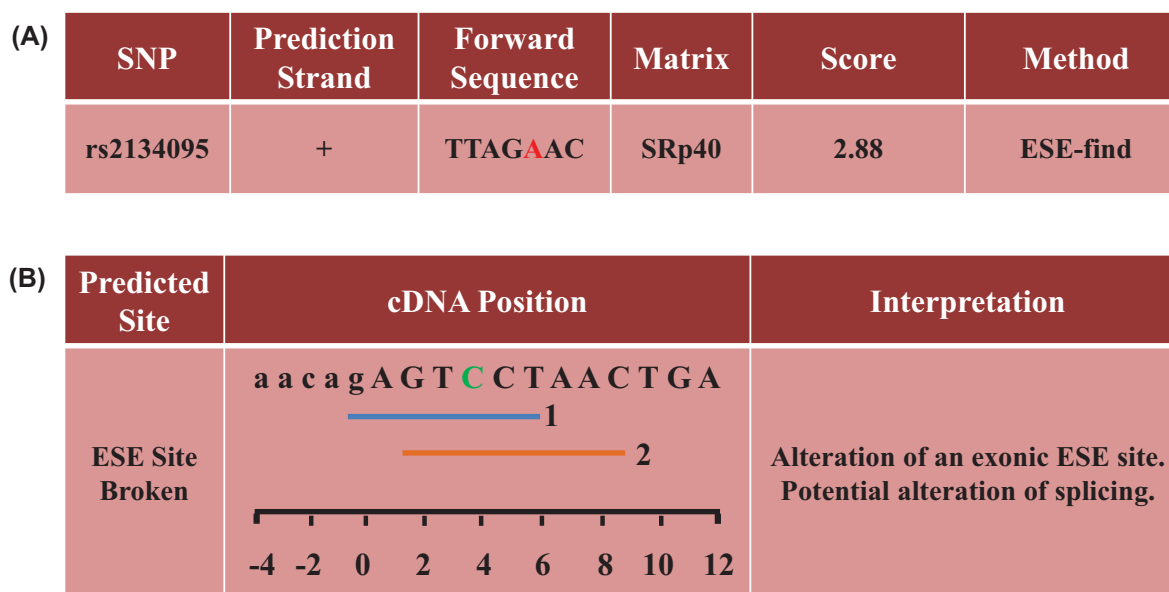 (A)
SNP
Prediction
Strand
Forward
Sequence
Matrix
Score
Method
rs2134095
+
TTAGAAC
SRp40
2.88
ESE-find
(B)
Predicted
Site
cDNA Position
Interpretation
ESE Site
Broken
a a c a g A G T C C T A A C T G A
1
2
-4 -2 0 2 4 6 8 10 12
Alteration of an exonic ESE site.
Potential alteration of splicing.